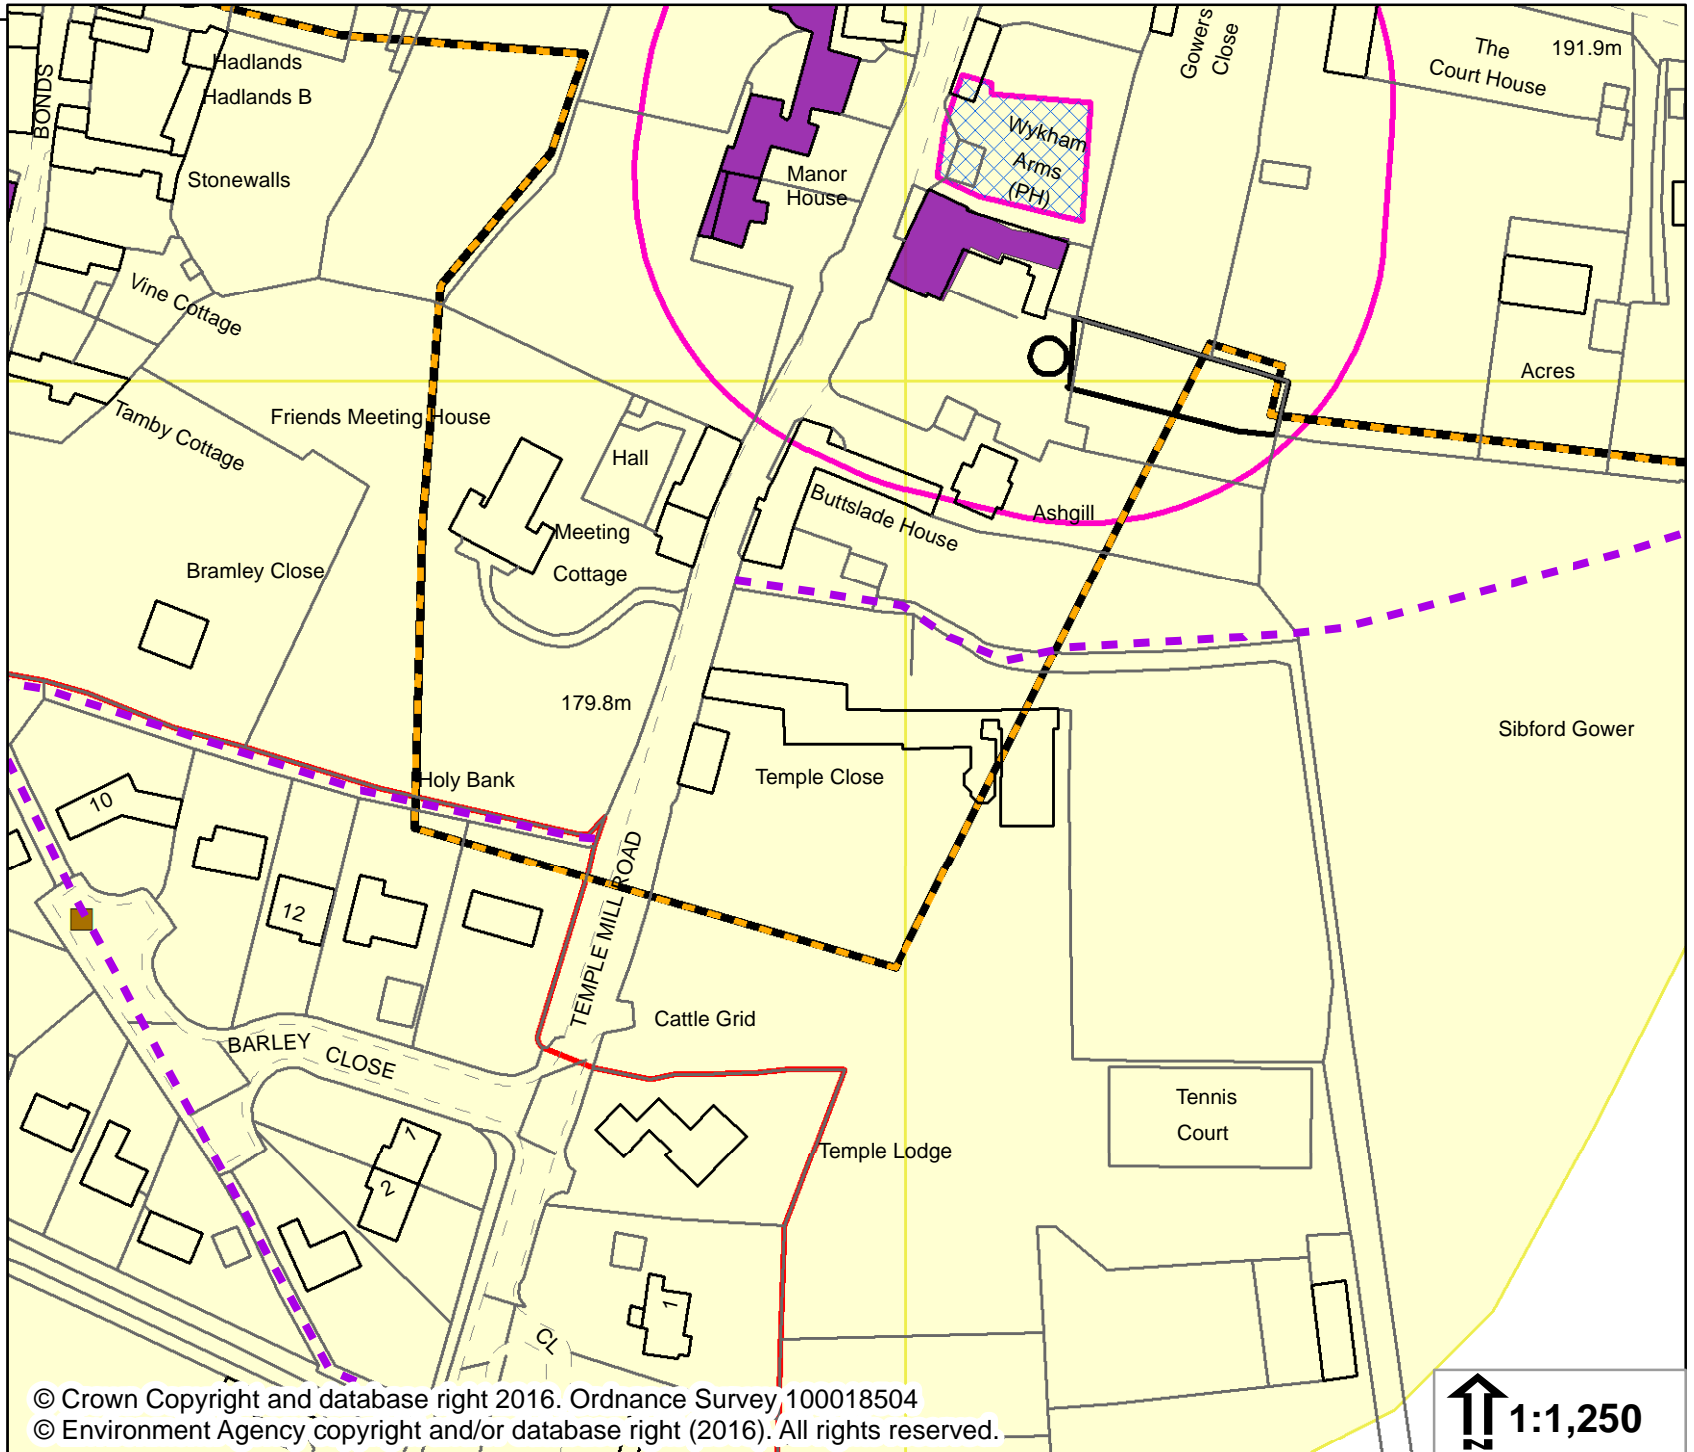 BONDS
Hadlands
Hadlands B
Stonewalls
Vine Cottage
Tamby Cottage
Friends Meeting House
Bramley Close
Manor
House
Wykham
Arms
(PH)
Gowers
Close
The
Court House
191.9m
Acres
Hall
Meeting
Cottage
Buttslade House
Ashgill
179.8m
Holy Bank
Temple Close
Sibford Gower
10
12
TEMPLE MILL ROAD
Cattle Grid
BARLEY CLOSE
Tennis
Court
Temple Lodge
1
2
1
CL
© Crown Copyright and database right 2016. Ordnance Survey 100018504
© Environment Agency copyright and/or database right (2016). All rights reserved.
N
1:1,250